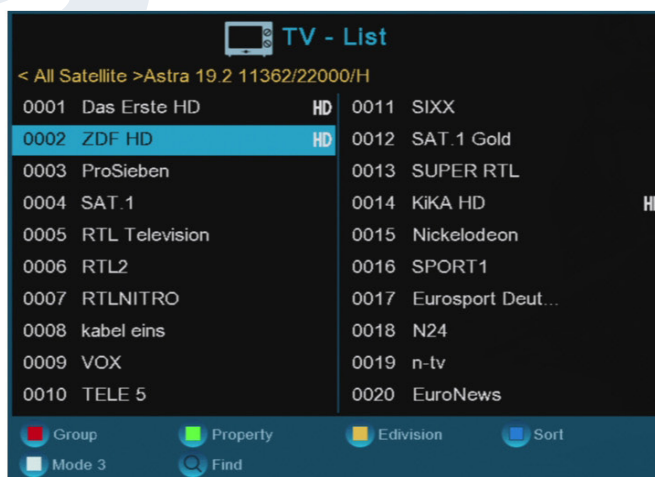 TV - List
< All Satellite >Astra 19.2 11362/22000/H
0001 Das Erste HD HD
0002 ZDF HD HD
0003 ProSieben
0004 SAT.1
0005 RTL Television
0006 RTL2
0007 RTLNITRO
0008 kabel eins
0009 VOX
0010 TELE 5
0011 SIXX
0012 SAT.1 Gold
0013 SUPER RTL
0014 KiKA HD
0015 Nickelodeon
0016 SPORT1
0017 Eurosport Deut...
0018 N24
0019 n-tv
0020 EuroNews
Group Property Edivision Sort
Mode 3 Find